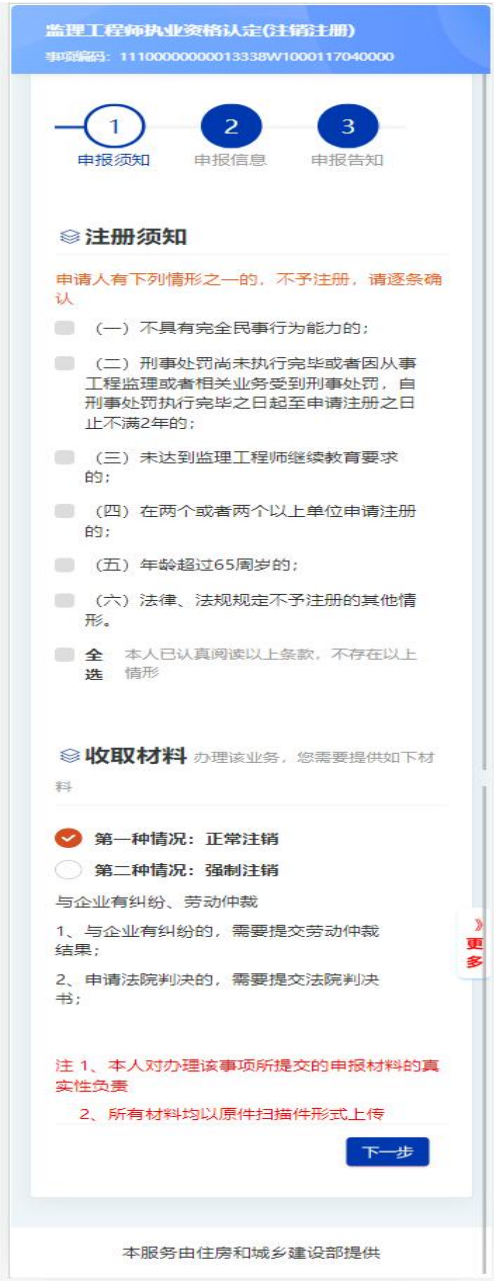 监理工程师执业资格认定(注销注册)
事项编码：11100000000013338W1000117040000
1
2
3
申报须知
申报信息
申报告知
注册须知
申请人有下列情形之一的，不予注册，请逐条确
认
（一）不具有完全民事行为能力的；
（二）刑事处罚尚未执行完毕或者因从事
工程监理或者相关业务受到刑事处罚，自
刑事处罚执行完毕之日起至申请注册之日
止不满2年的；
（三）未达到监理工程师继续教育要求
的；
（四）在两个或者两个以上单位申请注册
的；
（五）年龄超过65周岁的；
（六）法律、法规规定不予注册的其他情
形。
全 本人已认真阅读以上条款，不存在以上
选 情形
收取材料 办理该业务，您需要提供如下材
料
第一种情况：正常注销
第二种情况：强制注销
与企业有纠纷、劳动仲裁
1、与企业有纠纷的，需要提交劳动仲裁
结果；
2、申请法院判决的，需要提交法院判决
书；
》
更
多
注 1、本人对办理该事项所提交的申报材料的真
实性负责
2、所有材料均以原件扫描件形式上传
下一步
本服务由住房和城乡建设部提供